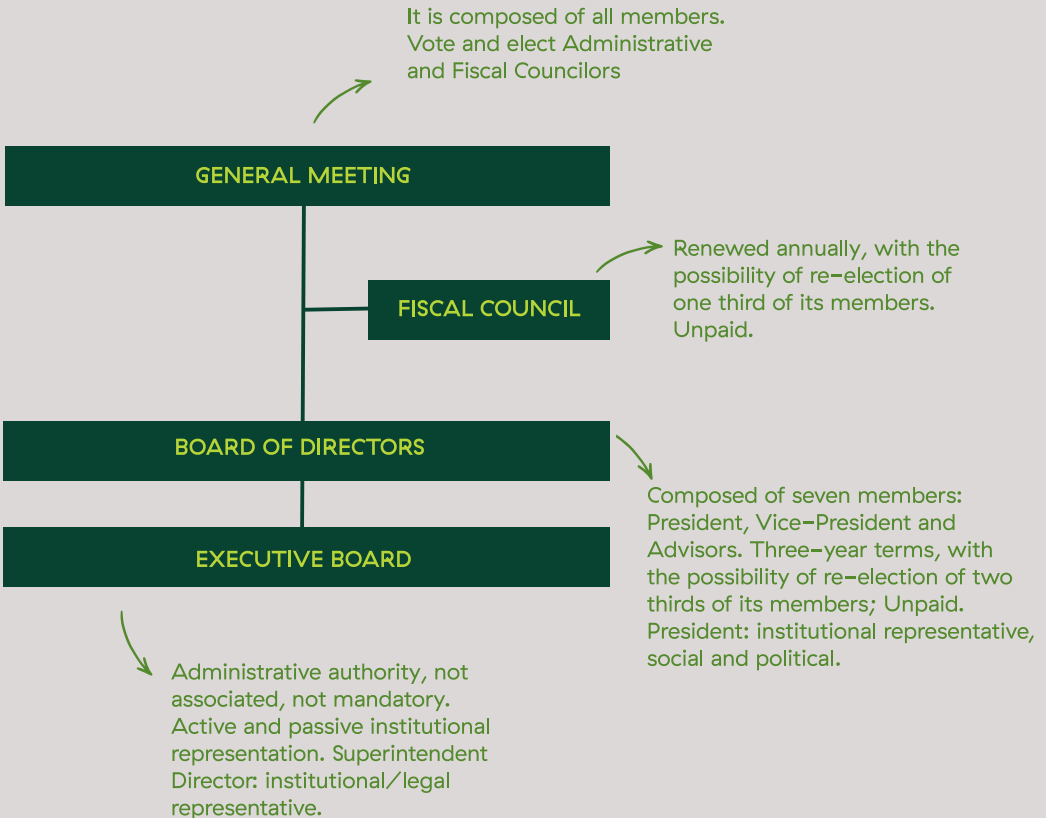 It is composed of all members.
Vote and elect Administrative
and Fiscal Councilors
GENERAL MEETING
Renewed annually, with the
possibility of re-election of
one third of its members.
Unpaid.
FISCAL COUNCIL
BOARD OF DIRECTORS
Composed of seven members:
President, Vice-President and
Advisors. Three-year terms, with
the possibility of re-election of two
thirds of its members; Unpaid.
President: institutional representative,
social and political.
EXECUTIVE BOARD
Administrative authority, not
associated, not mandatory.
Active and passive institutional
representation. Superintendent
Director: institutional/legal
representative.